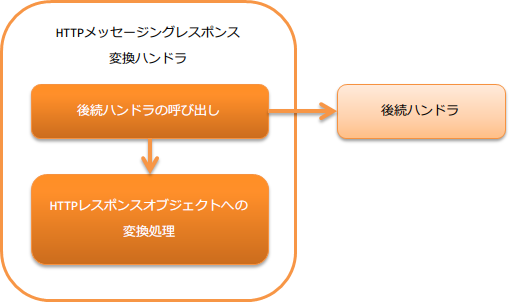 HTTPメッセージングレスポンス
変換ハンドラ
後続ハンドラの呼び出し
後続ハンドラ
HTTPレスポンスオブジェクトへの
変換処理